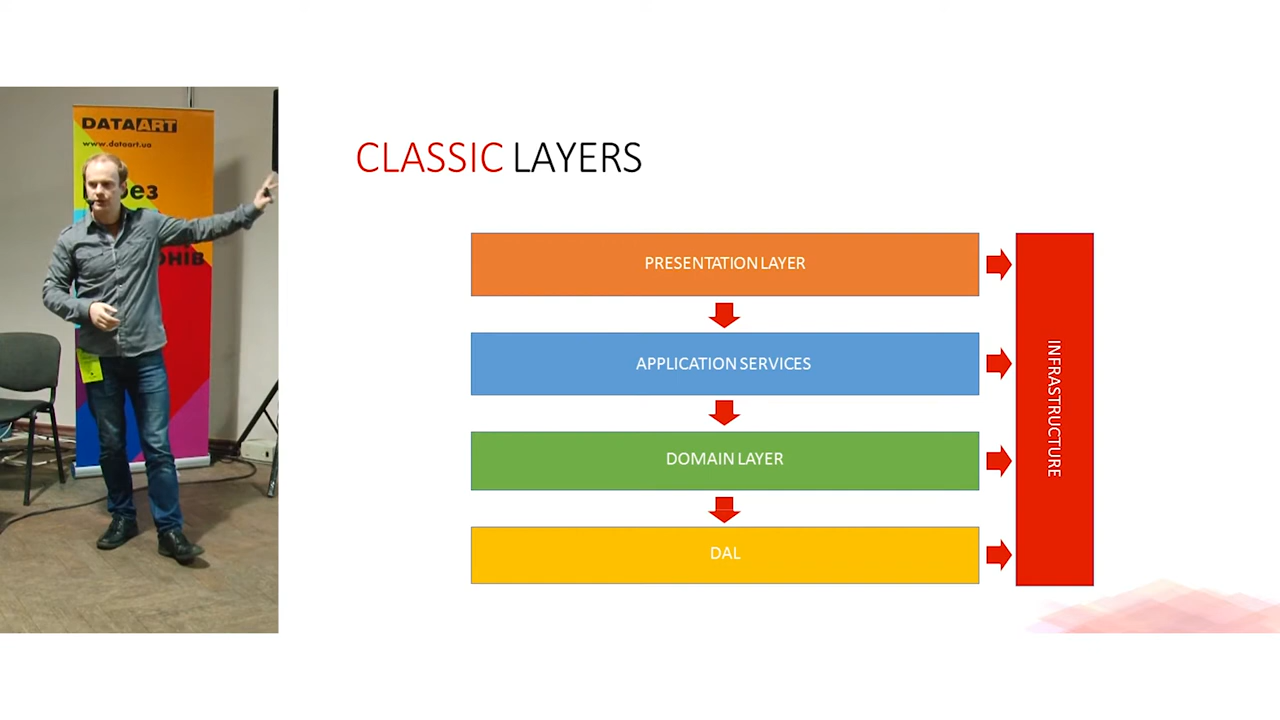 DATAART
www.dataart.ua
CLASSIC LAYERS
PRESENTATION LAYER
APPLICATION SERVICES
DOMAIN LAYER
DAL
INFRASTRUCTURE